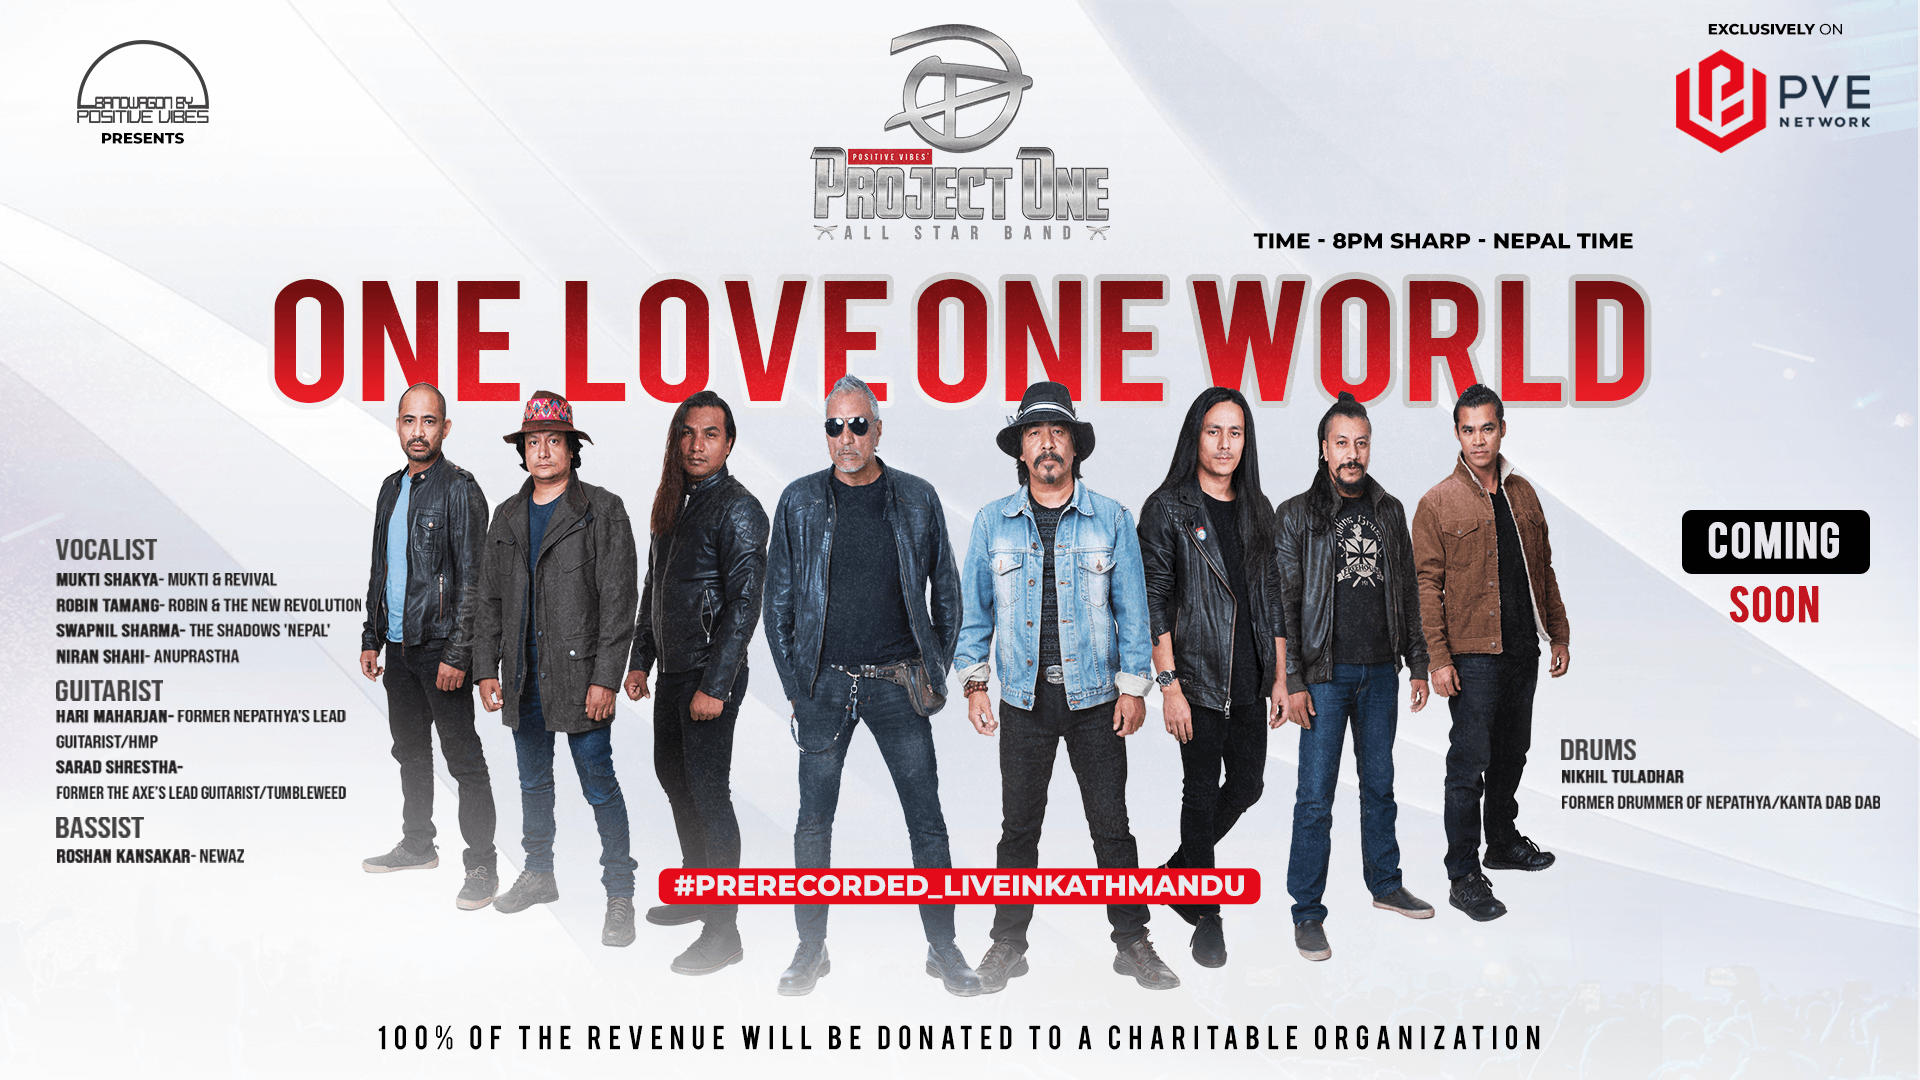 BANDWAGON BY
POSITIVE VIBES
PRESENTS
POSITIVE VIBES'
PROJECT ONE
ALL STAR BAND
EXCLUSIVELY ON
PVE
NETWORK
TIME - 8PM SHARP - NEPAL TIME
ONE LOVE ONE WORLD
VOCALIST
MUKTI SHAKYA- MUKTI & REVIVAL
ROBIN TAMANG- ROBIN & THE NEW REVOLUTION
SWAPNIL SHARMA- THE SHADOWS 'NEPAL'
NIRAN SHAHI- ANUPRASTHA
GUITARIST
HARI MAHARJAN- FORMER NEPATHYA'S LEAD
GUITARIST/HMP
SARAD SHRESTHA-
FORMER THE AXE'S LEAD GUITARIST/TUMBLEWEED
BASSIST
ROSHAN KANSAKAR- NEWAZ
COMING
SOON
DRUMS
NIKHIL TULADHAR
FORMER DRUMMER OF NEPATHYA/KANTA DAB DAB
#PRERECORDED_LIVEINKATHMANDU
100% OF THE REVENUE WILL BE DONATED TO A CHARITABLE ORGANIZATION